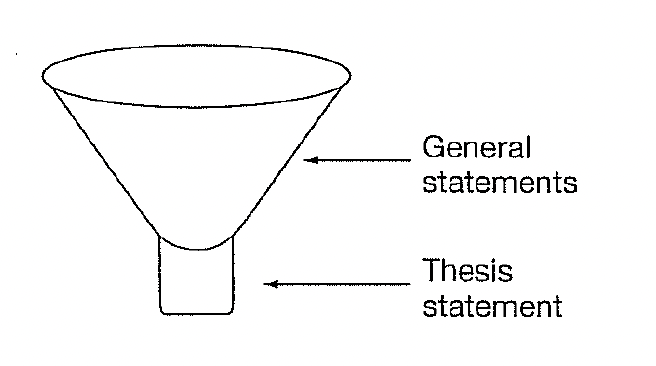 General
statements
Thesis
statement